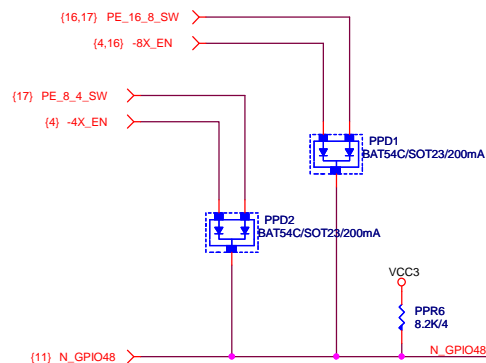 {16,17} PE_16_8_SW
{4,16} -8X_EN
{17} PE_8_4_SW
{4} -4X_EN
PPD1
BAT54C/SOT23/200mA
PPD2
BAT54C/SOT23/200mA
VCC3
PPR6
8.2K/4
{11} N_GPIO48
N_GPIO48